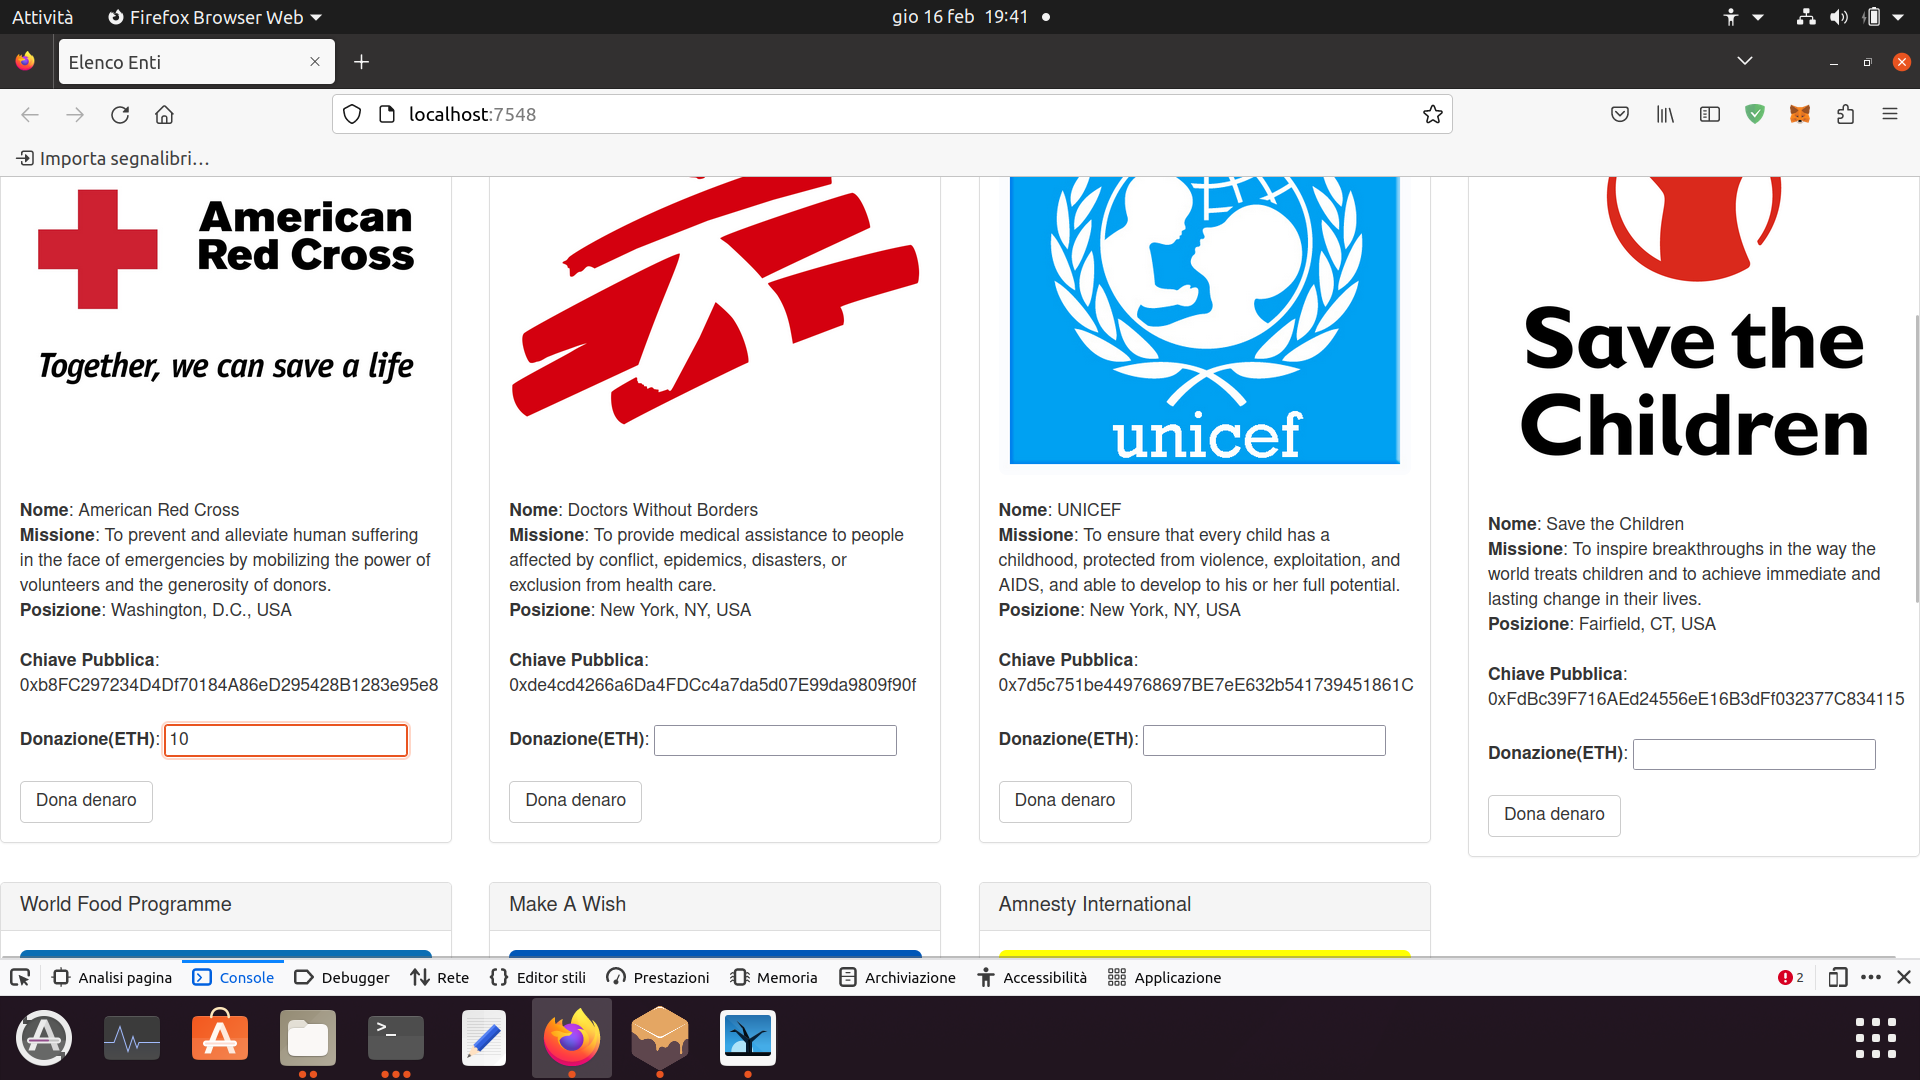 Attività
Firefox Browser Web
gio 16 feb 19:41
Elenco Enti
localhost:7548
Importa segnalibri...
American
Red Cross
Together, we can save a life
unicef
Save the
Children
Nome: American Red Cross
Missione: To prevent and alleviate human suffering
in the face of emergencies by mobilizing the power of
volunteers and the generosity of donors.
Posizione: Washington, D.C., USA
Chiave Pubblica:
0xb8FC297234D4Df70184A86eD295428B1283e95e8
Donazione(ETH): 10
Dona denaro
Nome: Doctors Without Borders
Missione: To provide medical assistance to people
affected by conflict, epidemics, disasters, or
exclusion from health care.
Posizione: New York, NY, USA
Chiave Pubblica:
0xde4cd4266a6Da4FDCc4a7da5d07E99da9809f90f
Donazione(ETH):
Dona denaro
Nome: UNICEF
Missione: To ensure that every child has a
childhood, protected from violence, exploitation, and
AIDS, and able to develop to his or her full potential.
Posizione: New York, NY, USA
Chiave Pubblica:
0x7d5c751be449768697BE7eE632b541739451861C
Donazione(ETH):
Dona denaro
Nome: Save the Children
Missione: To inspire breakthroughs in the way the
world treats children and to achieve immediate and
lasting change in their lives.
Posizione: Fairfield, CT, USA
Chiave Pubblica:
0xFdBc39F716AEd24556eE16B3dFf032377C834115
Donazione(ETH):
Dona denaro
World Food Programme
Make A Wish
Amnesty International
Analisi pagina
Console
Debugger
Rete
Editor stili
Prestazioni
Memoria
Archiviazione
Accessibilità
Applicazione
2